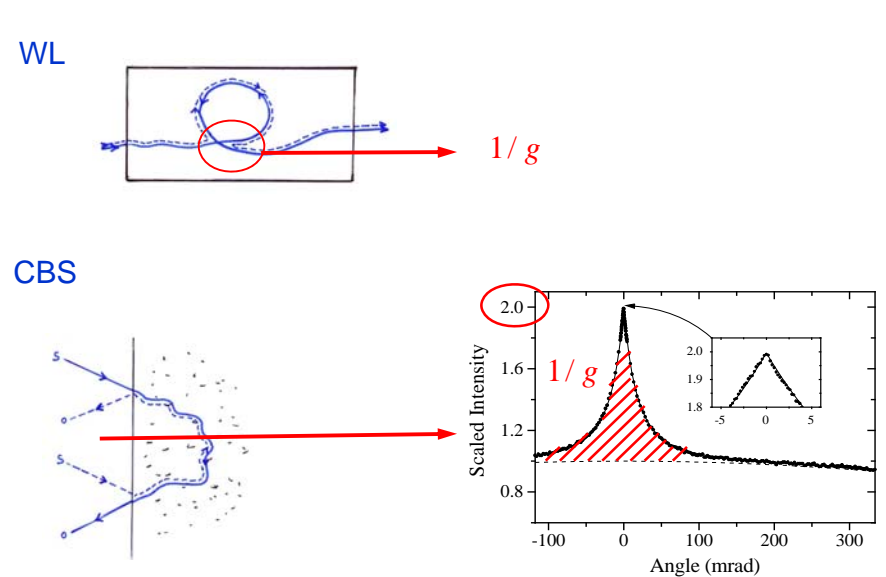 WL
1/ g
CBS
S
o
S
o
2.0
1.6
1.2
0.8
Scaled Intensity
1/ g
2.0
1.9
1.8
-5 0 5
-100 0 100 200 300
Angle (mrad)